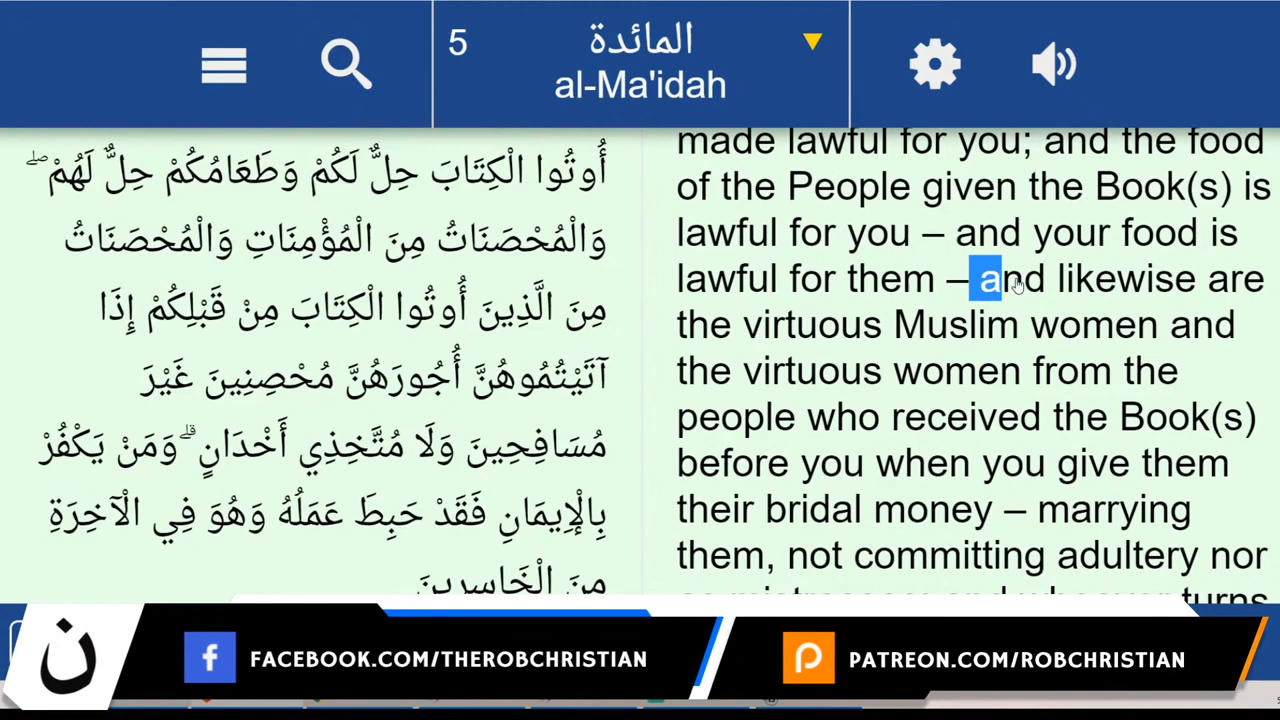 5
المائدة
al-Ma'idah
أُوتُوا الْكِتَابَ حِلٌّ لَكُمْ وَطَعَامُكُمْ حِلٌّ لَهُمْ ۖ
وَالْمُحْصَنَاتُ مِنَ الْمُؤْمِنَاتِ وَالْمُحْصَنَاتُ
مِنَ الَّذِينَ أُوتُوا الْكِتَابَ مِنْ قَبْلِكُمْ إِذَا
آتَيْتُمُوهُنَّ أُجُورَهُنَّ مُحْصِنِينَ غَيْرَ
مُسَافِحِينَ وَلَا مُتَّخِذِي أَخْدَانٍ ۗ وَمَنْ يَكْفُرْ
بِالْإِيمَانِ فَقَدْ حَبِطَ عَمَلُهُ وَهُوَ فِي الْآخِرَةِ
مِنَ الْخَاسِرِينَ
made lawful for you; and the food
of the People given the Book(s) is
lawful for you – and your food is
lawful for them – and likewise are
the virtuous Muslim women and
the virtuous women from the
people who received the Book(s)
before you when you give them
their bridal money – marrying
them, not committing adultery nor
turns
ن
FACEBOOK.COM/THEROBCHRISTIAN
PATREON.COM/ROBCHRISTIAN